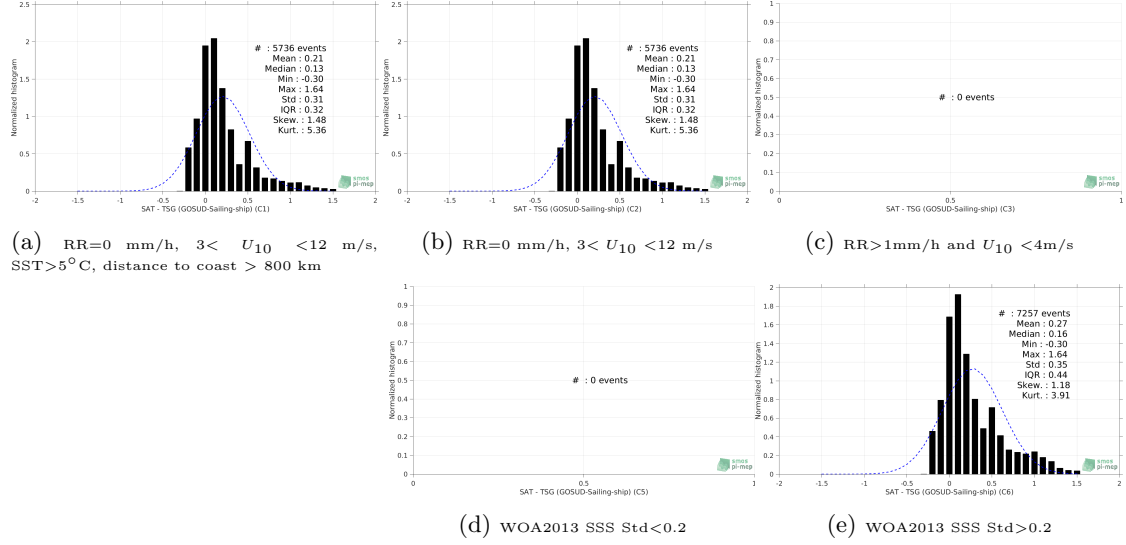 2.5
2
1.5
1
0.5
0
Normalized histogram
# : 5736 events
Mean : 0.21
Median : 0.13
Min : -0.30
Max : 1.64
Std : 0.31
IQR : 0.32
Skew. : 1.48
Kurt. : 5.36
smos
pi-mep
-2 -1.5 -1 -0.5 0 0.5 1 1.5 2
SAT - TSG (GOSUD-Sailing-ship) (C1)
(a) RR=0 mm/h, 3< U10 <12 m/s,
SST>5°C, distance to coast > 800 km
2.5
2
1.5
1
0.5
0
Normalized histogram
# : 5736 events
Mean : 0.21
Median : 0.13
Min : -0.30
Max : 1.64
Std : 0.31
IQR : 0.32
Skew. : 1.48
Kurt. : 5.36
smos
pi-mep
-2 -1.5 -1 -0.5 0 0.5 1 1.5 2
SAT - TSG (GOSUD-Sailing-ship) (C2)
(b) RR=0 mm/h, 3< U10 <12 m/s
1
0.9
0.8
0.7
0.6
0.5
0.4
0.3
0.2
0.1
0
Normalized histogram
# : 0 events
smos
pi-mep
0 0.5 1
SAT - TSG (GOSUD-Sailing-ship) (C3)
(c) RR>1mm/h and U10 <4m/s
1
0.9
0.8
0.7
0.6
0.5
0.4
0.3
0.2
0.1
0
Normalized histogram
# : 0 events
smos
pi-mep
0 0.5 1
SAT - TSG (GOSUD-Sailing-ship) (C5)
(d) WOA2013 SSS Std<0.2
2
1.8
1.6
1.4
1.2
1
0.8
0.6
0.4
0.2
0
Normalized histogram
# : 7257 events
Mean : 0.27
Median : 0.16
Min : -0.30
Max : 1.64
Std : 0.35
IQR : 0.44
Skew. : 1.18
Kurt. : 3.91
smos
pi-mep
-2 -1.5 -1 -0.5 0 0.5 1 1.5 2
SAT - TSG (GOSUD-Sailing-ship) (C6)
(e) WOA2013 SSS Std>0.2